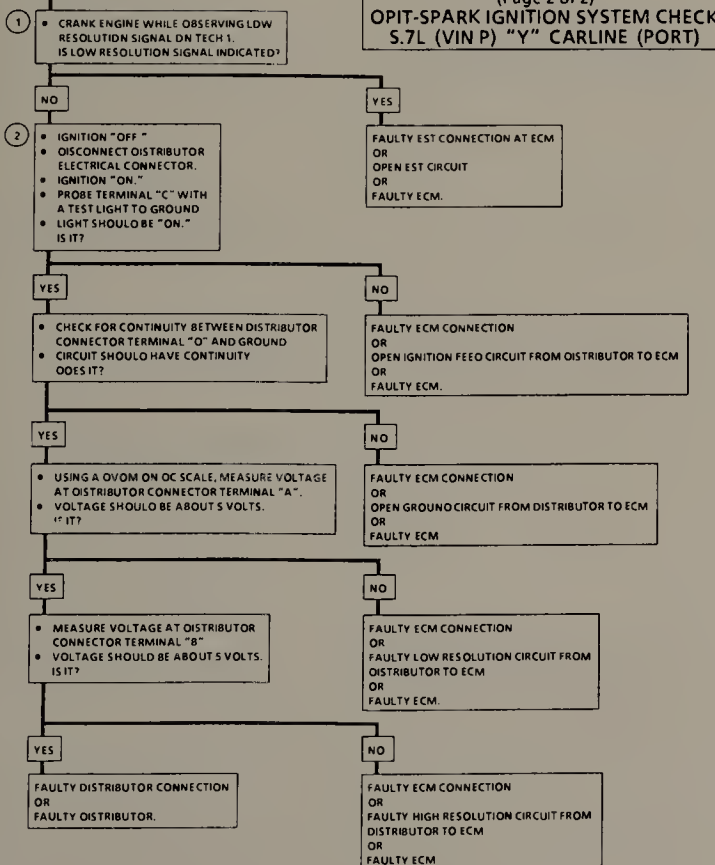 (Page 2 of 2)
OPIT-SPARK IGNITION SYSTEM CHECK
5.7L (VIN P) "Y" CARLINE (PORT)
1
• CRANK ENGINE WHILE OBSERVING LOW
RESOLUTION SIGNAL ON TECH 1.
IS LOW RESOLUTION SIGNAL INDICATED?
NO
YES
2
• IGNITION "OFF "
• DISCONNECT DISTRIBUTOR
ELECTRICAL CONNECTOR.
• IGNITION "ON."
• PROBE TERMINAL "C" WITH
A TEST LIGHT TO GROUND
• LIGHT SHOULD BE "ON."
IS IT?
FAULTY EST CONNECTION AT ECM
OR
OPEN EST CIRCUIT
OR
FAULTY ECM.
YES
NO
• CHECK FOR CONTINUITY BETWEEN DISTRIBUTOR
CONNECTOR TERMINAL "D" AND GROUND
• CIRCUIT SHOULD HAVE CONTINUITY
DOES IT?
FAULTY ECM CONNECTION
OR
OPEN IGNITION FEED CIRCUIT FROM DISTRIBUTOR TO ECM
OR
FAULTY ECM.
YES
NO
• USING A DVOM ON DC SCALE, MEASURE VOLTAGE
AT DISTRIBUTOR CONNECTOR TERMINAL "A".
• VOLTAGE SHOULD BE ABOUT 5 VOLTS.
IS IT?
FAULTY ECM CONNECTION
OR
OPEN GROUND CIRCUIT FROM DISTRIBUTOR TO ECM
OR
FAULTY ECM
YES
NO
• MEASURE VOLTAGE AT DISTRIBUTOR
CONNECTOR TERMINAL "B"
• VOLTAGE SHOULD BE ABOUT 5 VOLTS.
IS IT?
FAULTY ECM CONNECTION
OR
FAULTY LOW RESOLUTION CIRCUIT FROM
DISTRIBUTOR TO ECM
OR
FAULTY ECM.
YES
NO
FAULTY DISTRIBUTOR CONNECTION
OR
FAULTY DISTRIBUTOR.
FAULTY ECM CONNECTION
OR
FAULTY HIGH RESOLUTION CIRCUIT FROM
DISTRIBUTOR TO ECM
OR
FAULTY ECM